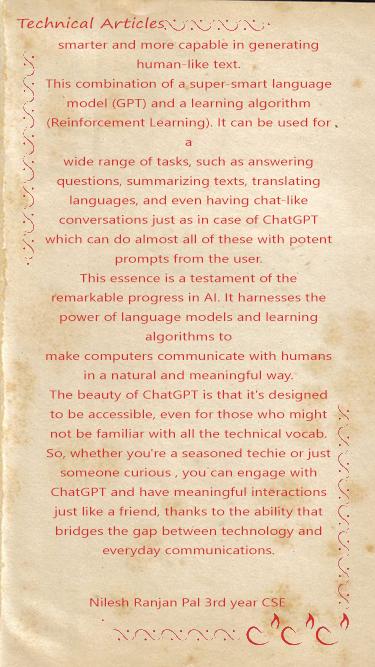 Technical Articles
smarter and more capable in generating
human-like text.
This combination of a super-smart language
model (GPT) and a learning algorithm
(Reinforcement Learning). It can be used for
a
wide range of tasks, such as answering
questions, summarizing texts, translating
languages, and even having chat-like
conversations just as in case of ChatGPT
which can do almost all of these with potent
prompts from the user.
This essence is a testament of the
remarkable progress in AI. It harnesses the
power of language models and learning
algorithms to
make computers communicate with humans
in a natural and meaningful way.
The beauty of ChatGPT is that it's designed
to be accessible, even for those who might
not be familiar with all the technical vocab.
So, whether you're a seasoned techie or just
someone curious , you can engage with
ChatGPT and have meaningful interactions
just like a friend, thanks to the ability that
bridges the gap between technology and
everyday communications.
Nilesh Ranjan Pal 3rd year CSE